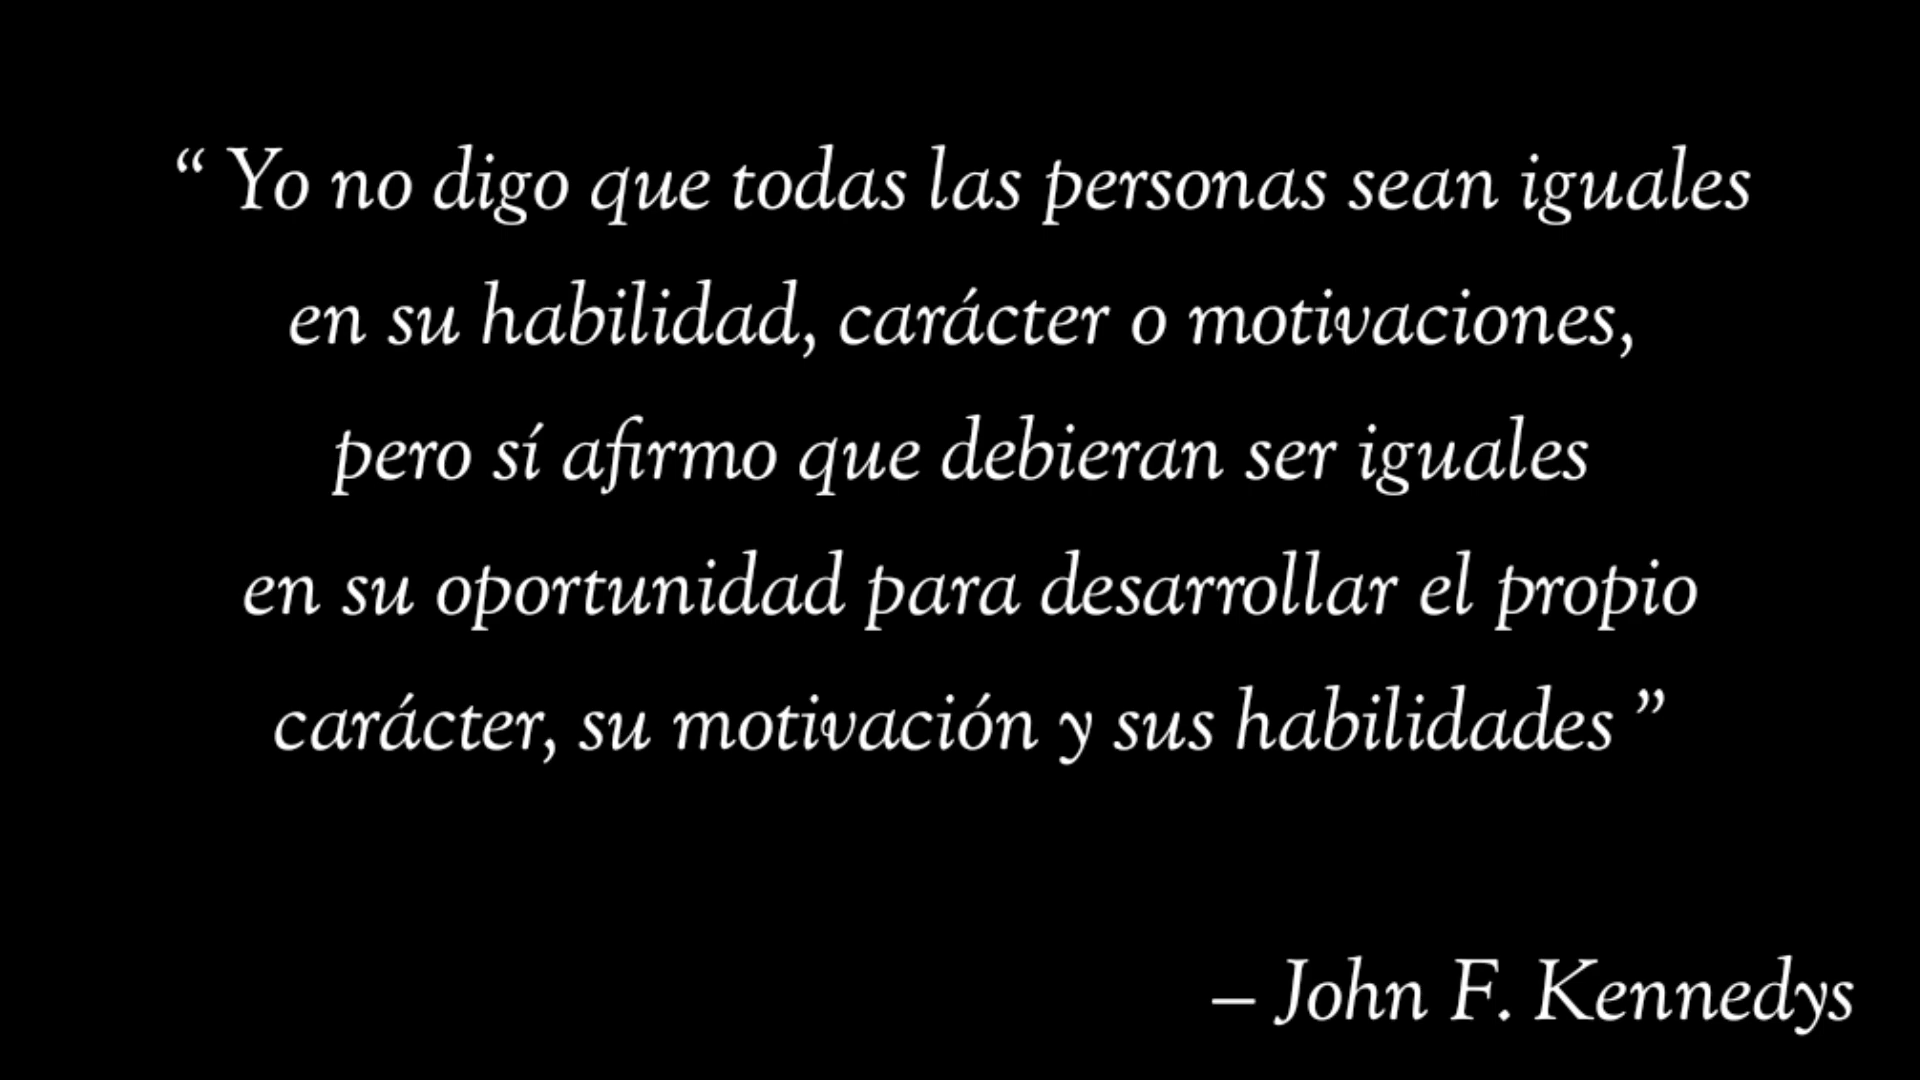 “ Yo no digo que todas las personas sean iguales
en su habilidad, carácter o motivaciones,
pero sí afirmo que debieran ser iguales
en su oportunidad para desarrollar el propio
carácter, su motivación y sus habilidades ”
– John F. Kennedys